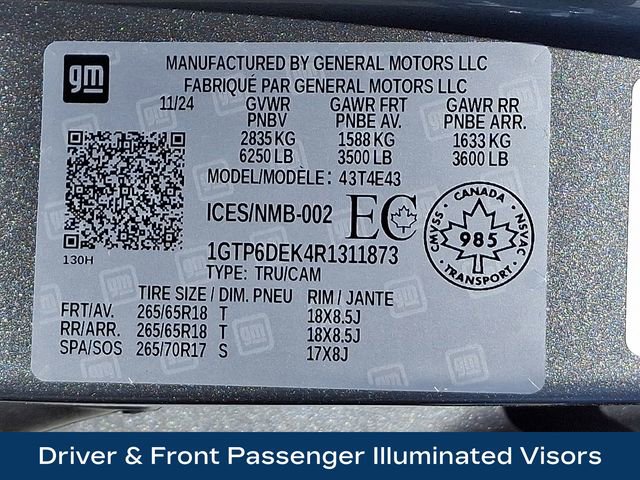 gm
MANUFACTURED BY GENERAL MOTORS LLC
FABRIQUÉ PAR GENERAL MOTORS LLC
11/24 GVWR GAWR FRT GAWR RR
PNBV PNBE AV. PNBE ARR.
2835 KG 1588 KG 1633 KG
6250 LB 3500 LB 3600 LB
MODEL/MODÈLE: 43T4E43
130H
ICES/NMB-002 EC
CANADA
CMVSS 985 NSVAC
TRANSPORT
1GTP6DEK4R1311873
TYPE: TRU/CAM
TIRE SIZE / DIM. PNEU RIM / JANTE
FRT/AV. 265/65R18 T 18X8.5J
RR/ARR. 265/65R18 T 18X8.5J
SPA/SOS 265/70R17 S 17X8J
Driver & Front Passenger Illuminated Visors